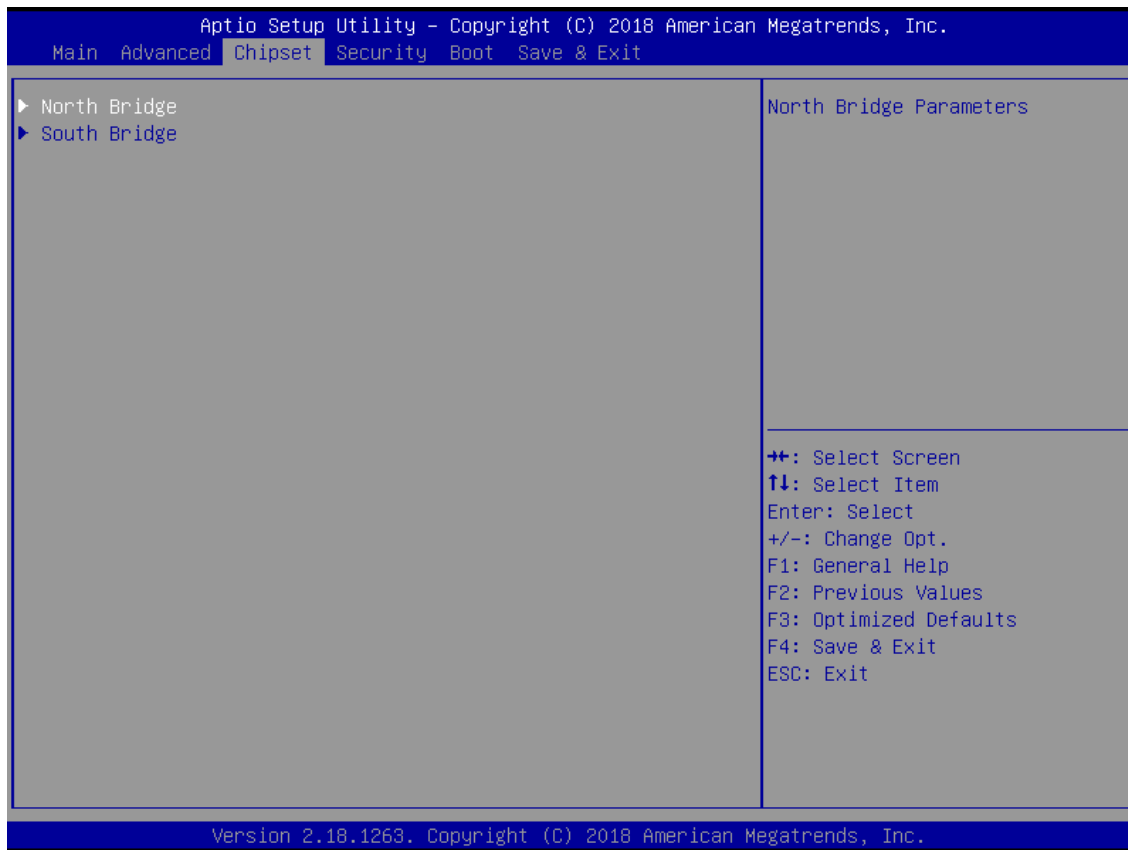 Aptio Setup Utility – Copyright (C) 2018 American Megatrends, Inc.
Main Advanced Chipset Security Boot Save & Exit
▶ North Bridge
▶ South Bridge
North Bridge Parameters
→←: Select Screen
↑↓: Select Item
Enter: Select
+/-: Change Opt.
F1: General Help
F2: Previous Values
F3: Optimized Defaults
F4: Save & Exit
ESC: Exit
Version 2.18.1263. Copyright (C) 2018 American Megatrends, Inc.